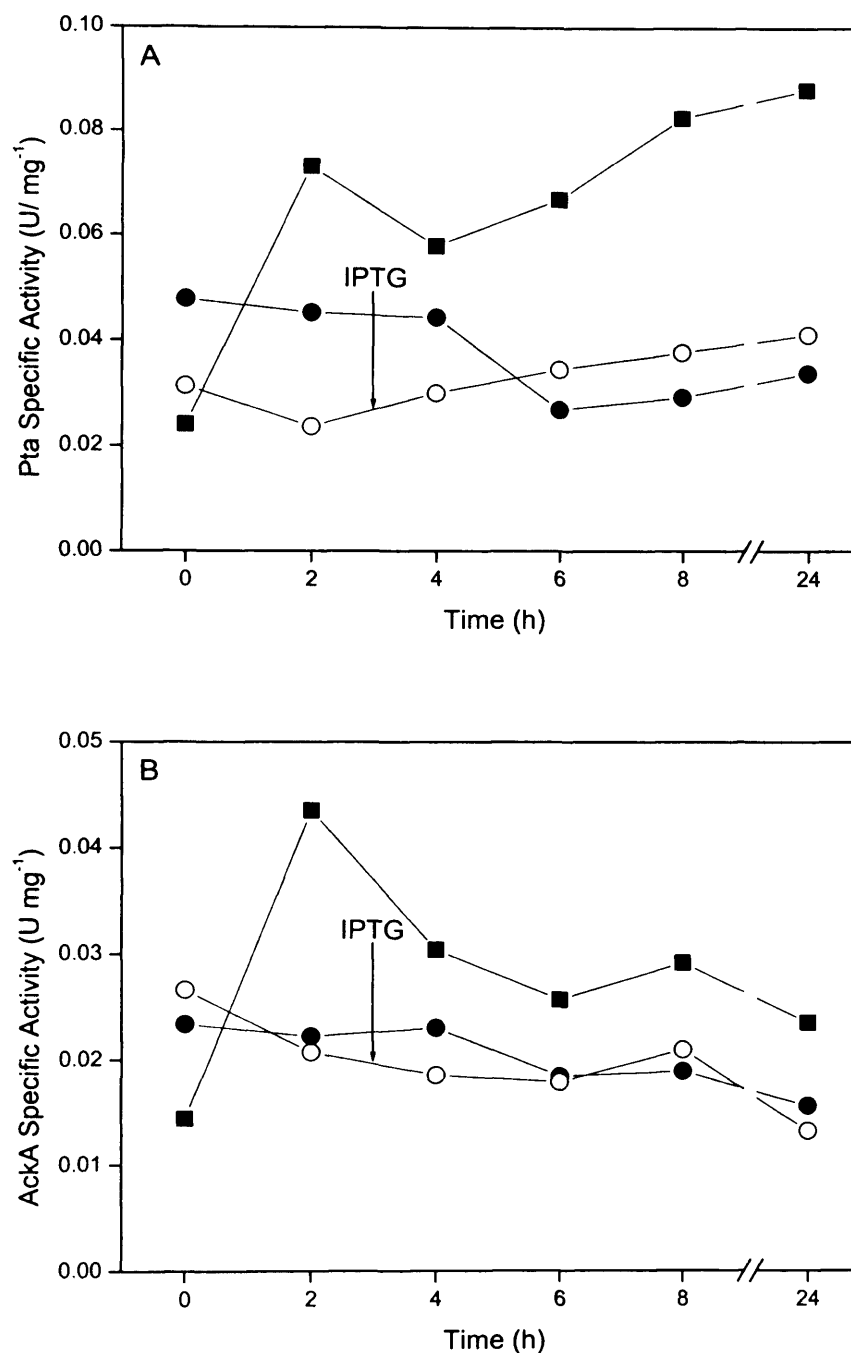 A
0.10
0.08
0.06
0.04
0.02
0.00
Pta Specific Activity (U/ mg⁻¹)
IPTG
0 2 4 6 8 24
Time (h)
B
0.05
0.04
0.03
0.02
0.01
0.00
AckA Specific Activity (U mg⁻¹)
IPTG
0 2 4 6 8 24
Time (h)